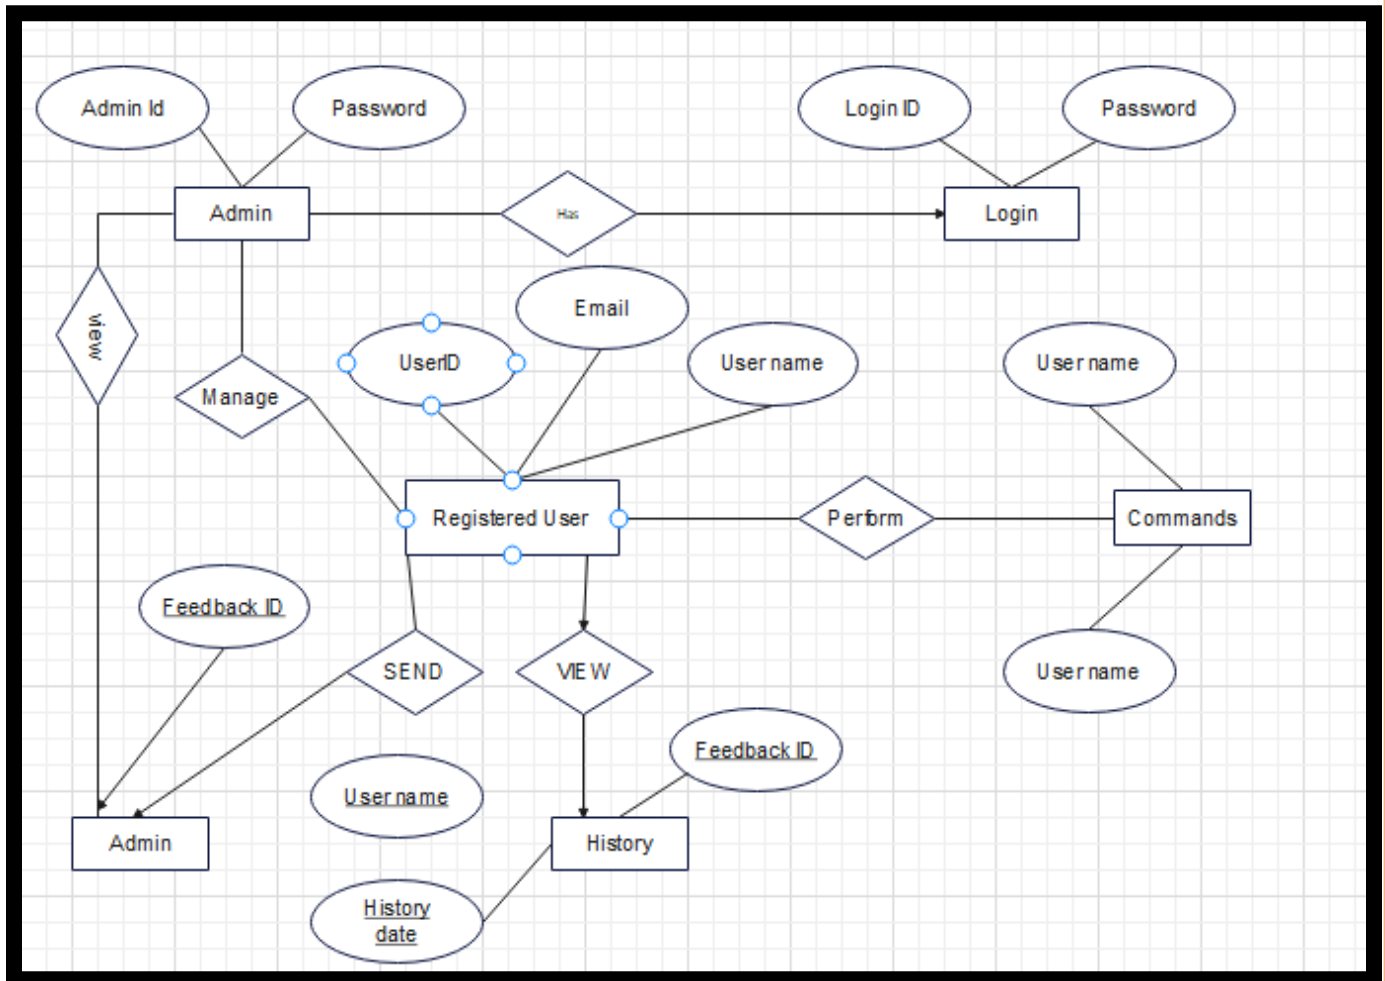 Admin Id
Password
Login ID
Password
Admin
Has
Login
Email
view
UserID
User name
User name
Manage
Registered User
Perform
Commands
Feedback ID
SEND
VIEW
User name
Feedback ID
User name
Admin
History
History
date